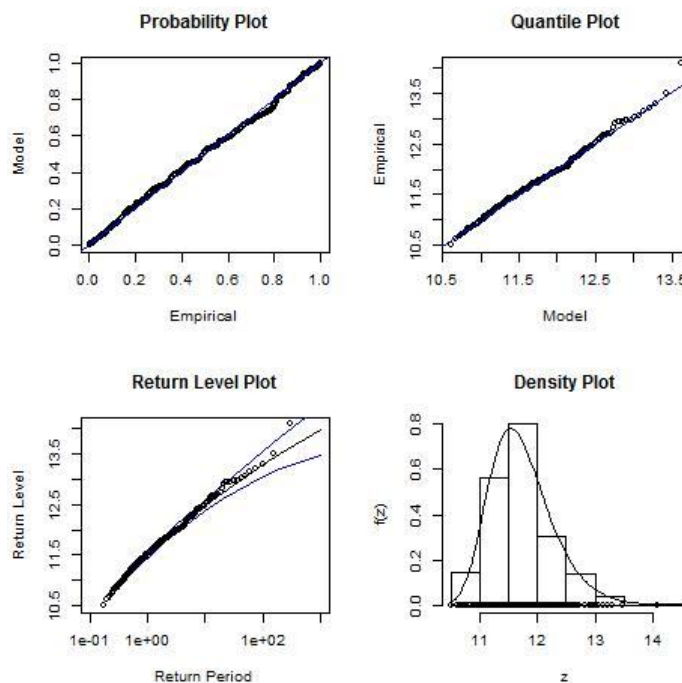 Probability Plot
Model
0.0 0.2 0.4 0.6 0.8 1.0
0.0 0.2 0.4 0.6 0.8 1.0
Empirical
Quantile Plot
Empirical
10.5 11.5 12.5 13.5
10.5 11.5 12.5 13.5
Model
Return Level Plot
Return Level
10.5 11.5 12.5 13.5
1e-01 1e+00 1e+02
Return Period
Density Plot
f(z)
0.0 0.2 0.4 0.6 0.8
11 12 13 14
z